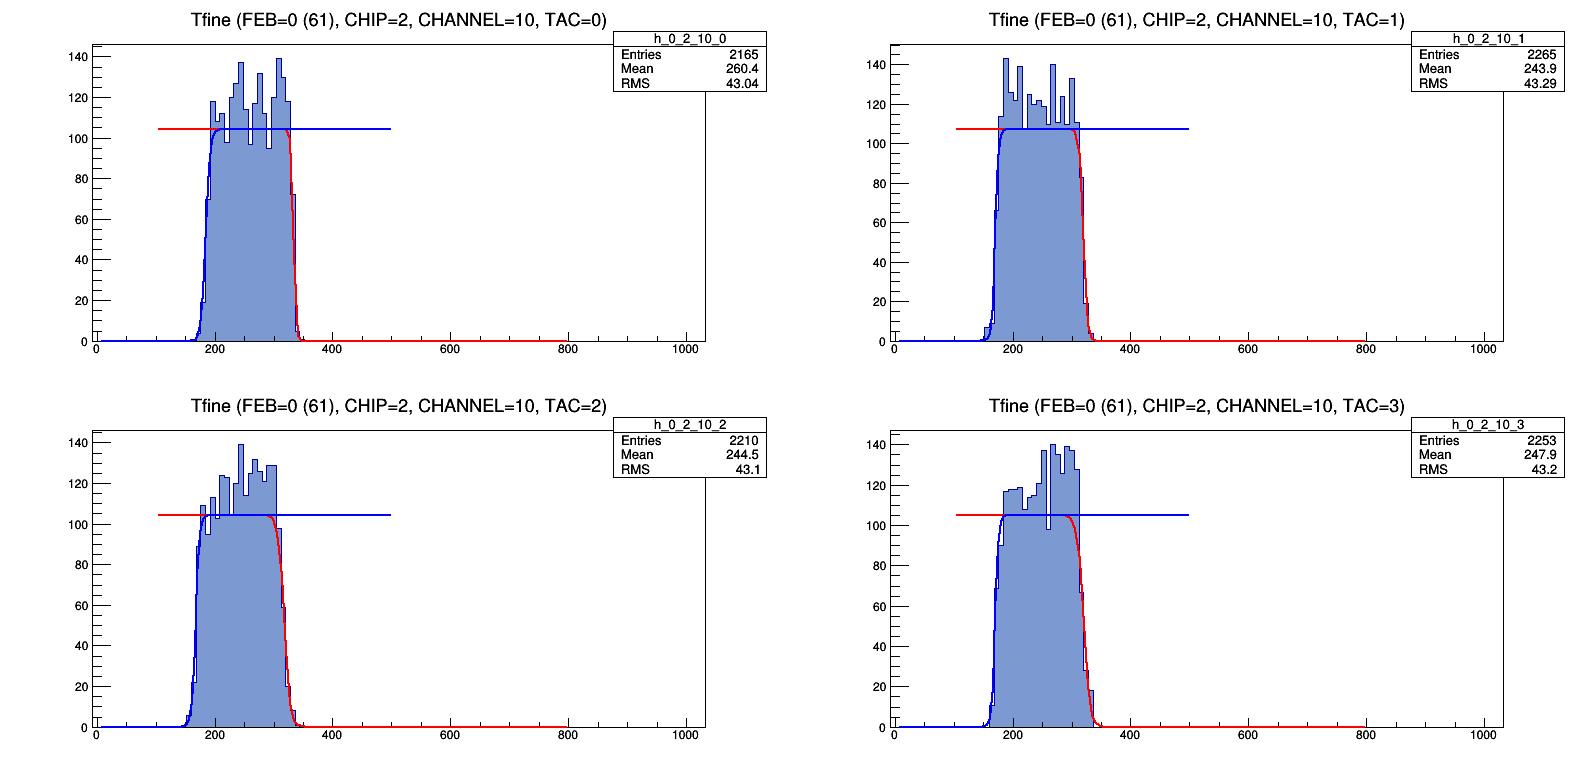 Tfine (FEB=0 (61), CHIP=2, CHANNEL=10, TAC=0)
h_0_2_10_0
Entries 2165
Mean 260.4
RMS 43.04
140
120
100
80
60
40
20
0
0 200 400 600 800 1000
Tfine (FEB=0 (61), CHIP=2, CHANNEL=10, TAC=1)
h_0_2_10_1
Entries 2265
Mean 243.9
RMS 43.29
140
120
100
80
60
40
20
0
0 200 400 600 800 1000
Tfine (FEB=0 (61), CHIP=2, CHANNEL=10, TAC=2)
h_0_2_10_2
Entries 2210
Mean 244.5
RMS 43.1
140
120
100
80
60
40
20
0
0 200 400 600 800 1000
Tfine (FEB=0 (61), CHIP=2, CHANNEL=10, TAC=3)
h_0_2_10_3
Entries 2253
Mean 247.9
RMS 43.2
140
120
100
80
60
40
20
0
0 200 400 600 800 1000